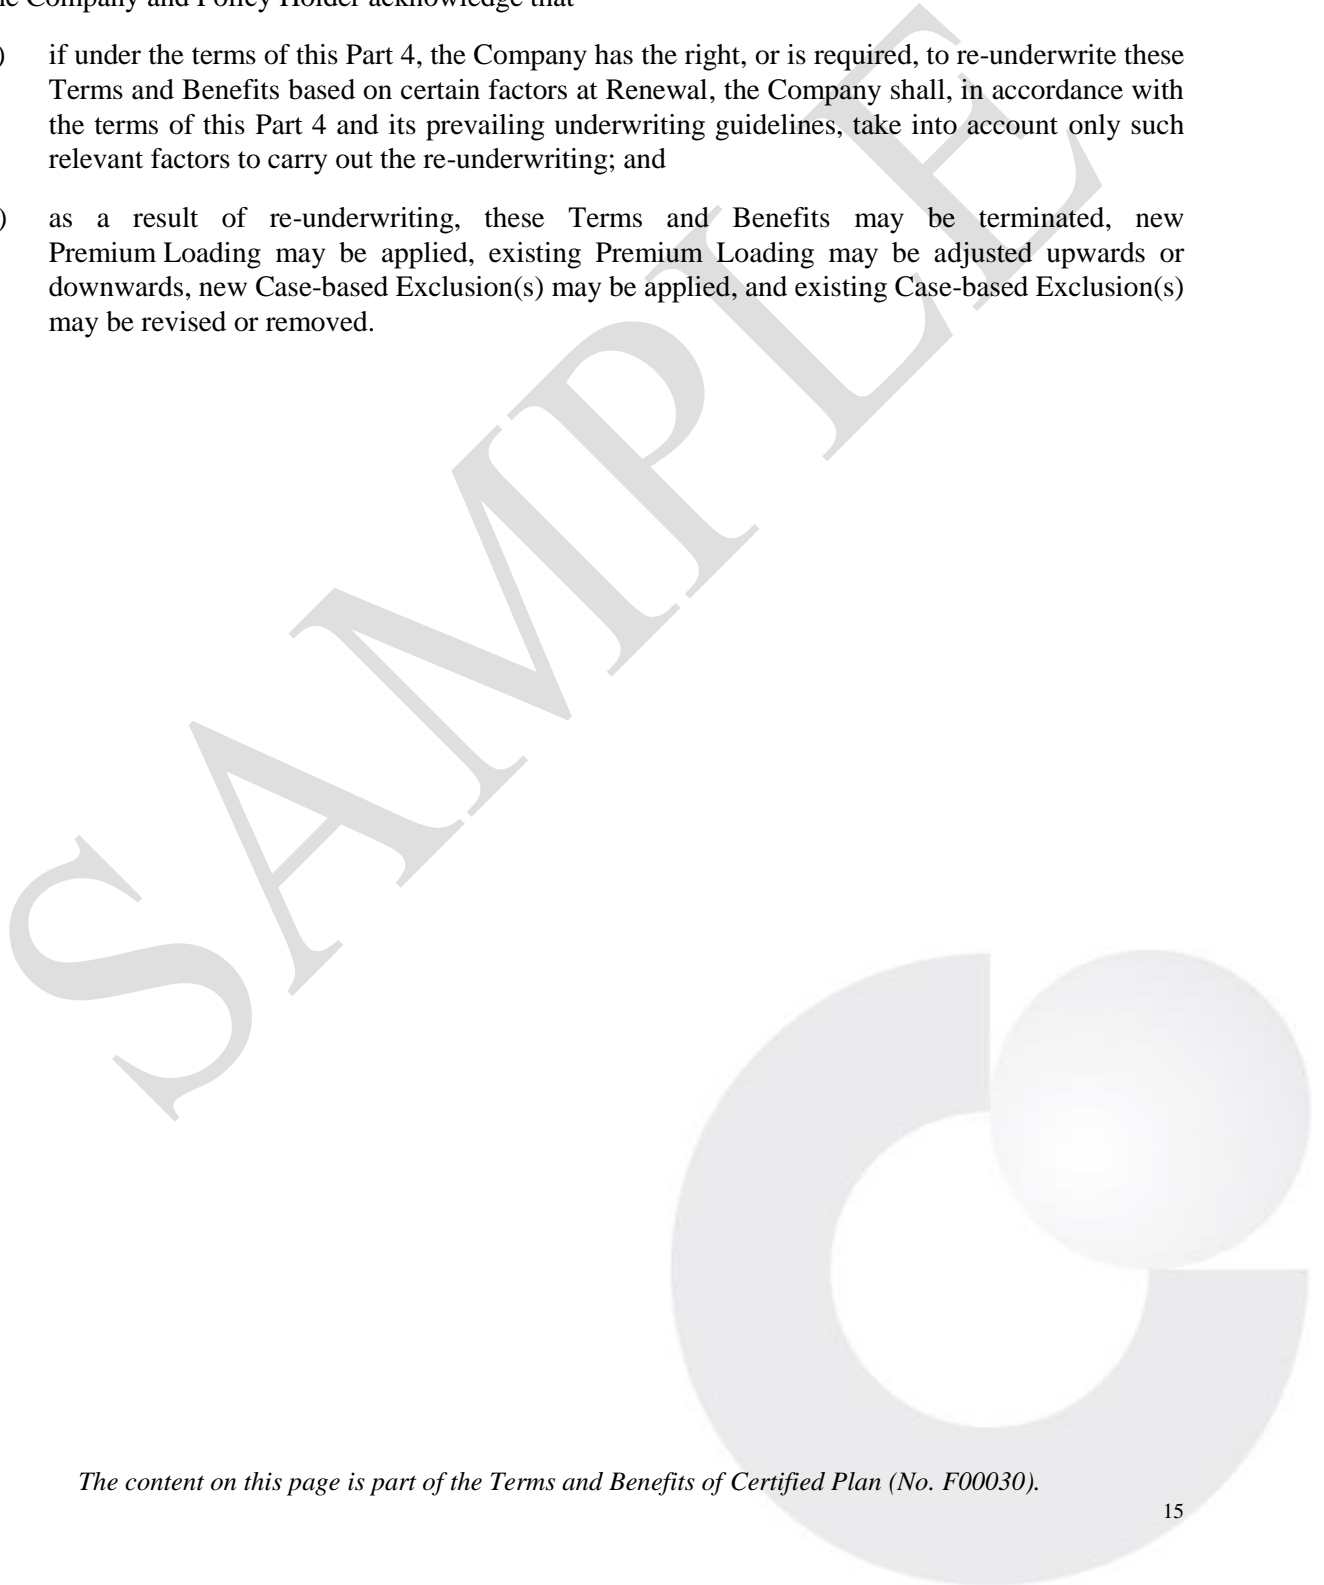 Company and Policy Holder acknowledge that
) if under the terms of this Part 4, the Company has the right, or is required, to re-underwrite these
Terms and Benefits based on certain factors at Renewal, the Company shall, in accordance with
the terms of this Part 4 and its prevailing underwriting guidelines, take into account only such
relevant factors to carry out the re-underwriting; and
) as a result of re-underwriting, these Terms and Benefits may be terminated, new
Premium Loading may be applied, existing Premium Loading may be adjusted upwards or
downwards, new Case-based Exclusion(s) may be applied, and existing Case-based Exclusion(s)
may be revised or removed.
SAMPLE
The content on this page is part of the Terms and Benefits of Certified Plan (No. F00030).
15